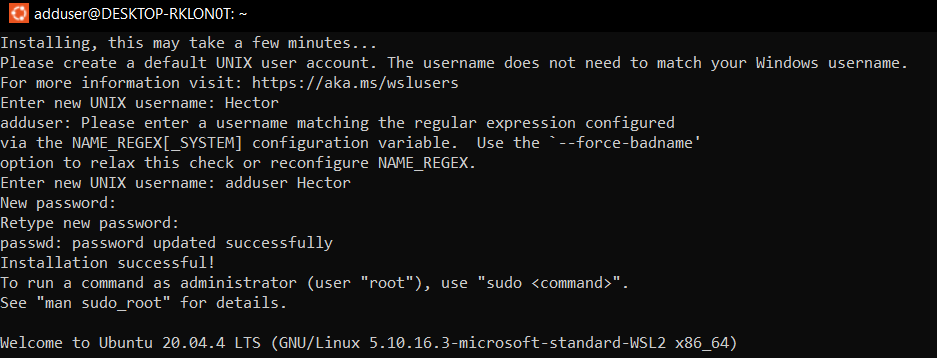 adduser@DESKTOP-RKLON0T: ~
Installing, this may take a few minutes...
Please create a default UNIX user account. The username does not need to match your Windows username.
For more information visit: https://aka.ms/wslusers
Enter new UNIX username: Hector
adduser: Please enter a username matching the regular expression configured
via the NAME_REGEX[_SYSTEM] configuration variable.  Use the `--force-badname'
option to relax this check or reconfigure NAME_REGEX.
Enter new UNIX username: adduser Hector
New password:
Retype new password:
passwd: password updated successfully
Installation successful!
To run a command as administrator (user "root"), use "sudo <command>".
See "man sudo_root" for details.
Welcome to Ubuntu 20.04.4 LTS (GNU/Linux 5.10.16.3-microsoft-standard-WSL2 x86_64)